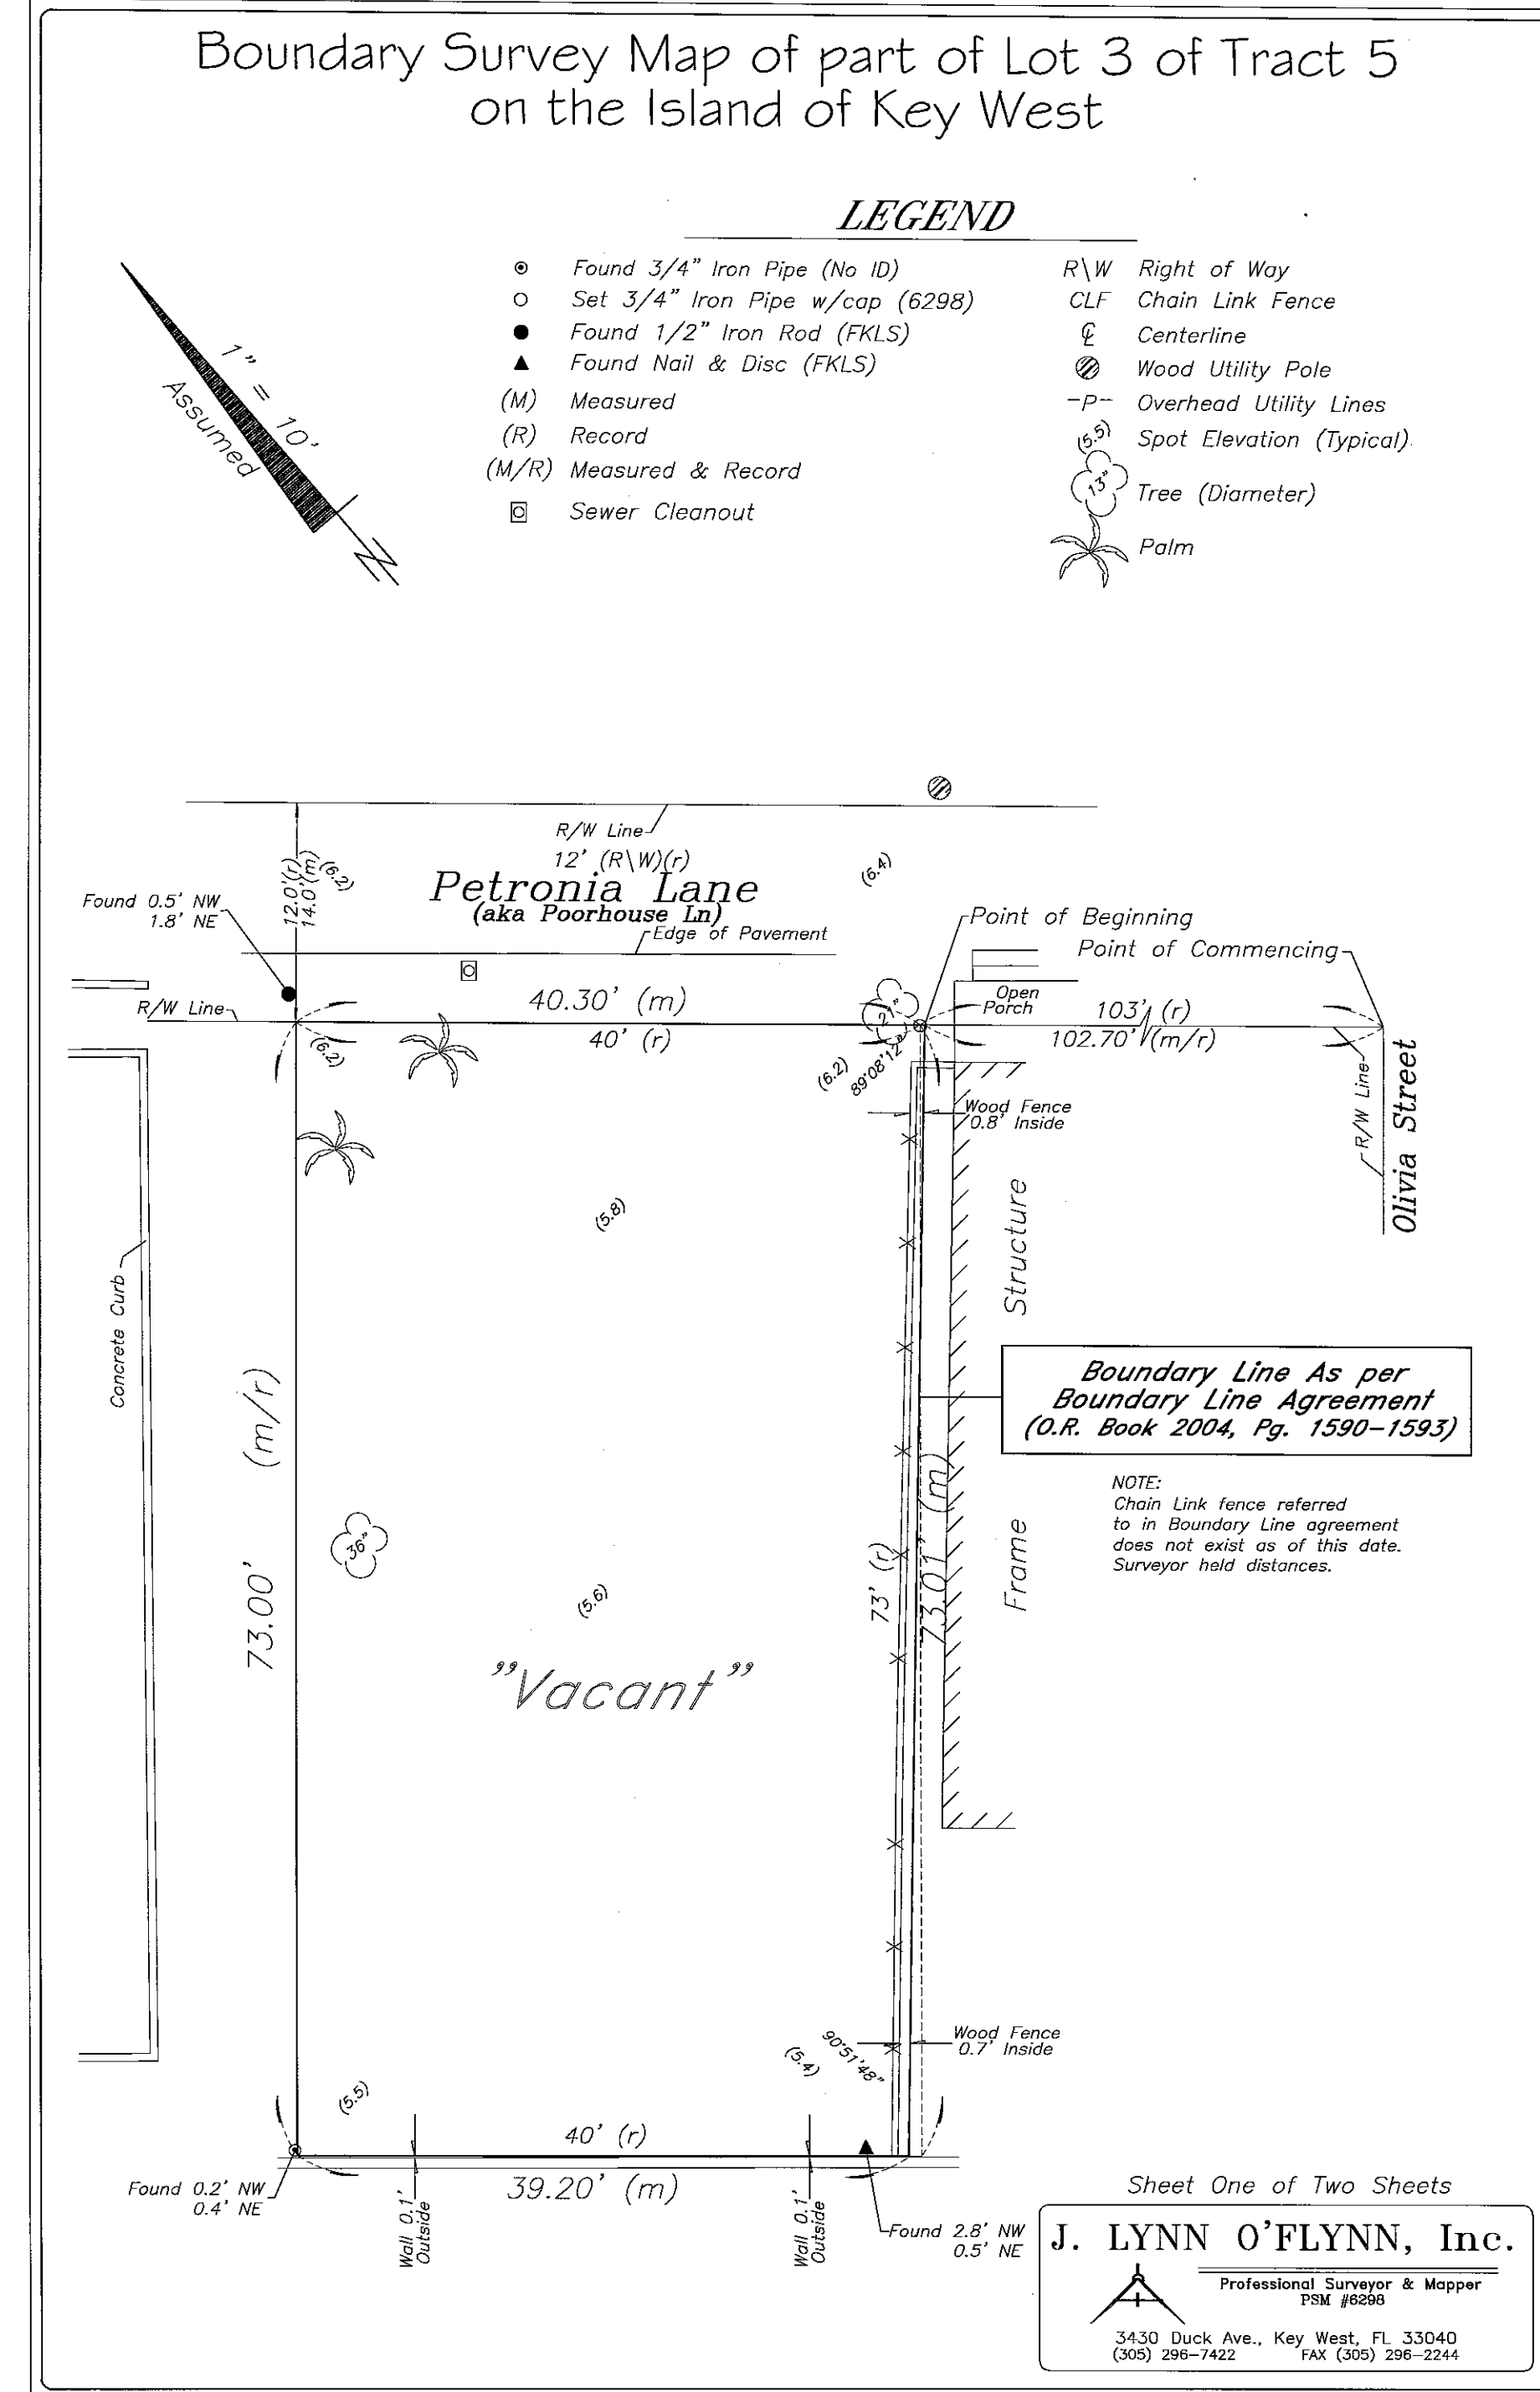 Boundary Survey Map of part of Lot 3 of Tract 5
on the Island of Key West
LEGEND
Found 3/4" Iron Pipe (No ID)
Set 3/4" Iron Pipe w/cap (6298)
Found 1/2" Iron Rod (FKLS)
Found Nail & Disc (FKLS)
(M) Measured
(R) Record
(M/R) Measured & Record
Sewer Cleanout
R\W Right of Way
CLF Chain Link Fence
℄ Centerline
Wood Utility Pole
-P- Overhead Utility Lines
(5.5) Spot Elevation (Typical)
13" Tree (Diameter)
Palm
1" = 10'
Assumed
N
R/W Line
12' (R\W)(r)
Petronia Lane
(aka Poorhouse Ln)
Edge of Pavement
12.0'(r)
14.0'(m)
(6.2)
(6.4)
Found 0.5' NW
1.8' NE
R/W Line
Point of Beginning
Point of Commencing
40.30' (m)
40' (r)
21"
Open
Porch
103' (r)
102.70' (m/r)
(6.2)
(6.2)
89°08'12"
Wood Fence
0.8' Inside
R/W Line
Olivia Street
(5.8)
Concrete Curb
Structure
Frame
Boundary Line As per
Boundary Line Agreement
(O.R. Book 2004, Pg. 1590-1593)
NOTE:
Chain Link fence referred
to in Boundary Line agreement
does not exist as of this date.
Surveyor held distances.
73.00' (m/r)
36"
(5.6)
73' (r)
73.01' (m)
"Vacant"
Wood Fence
0.7' Inside
90°51'48"
(5.4)
(5.5)
40' (r)
39.20' (m)
Found 0.2' NW
0.4' NE
Wall 0.1'
Outside
Wall 0.1'
Outside
Found 2.8' NW
0.5' NE
Sheet One of Two Sheets
J. LYNN O'FLYNN, Inc.
Professional Surveyor & Mapper
PSM #6298
3430 Duck Ave., Key West, FL 33040
(305) 296-7422 FAX (305) 296-2244